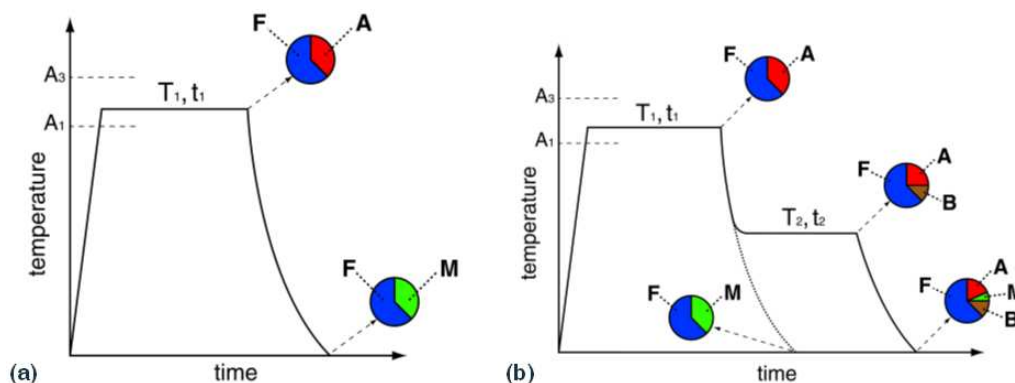 F
A
A3
T1, t1
A1
temperature
F
M
(a)
time
F
A
A3
T1, t1
A1
F
A
B
T2, t2
temperature
F
M
F
A
M
B
(b)
time